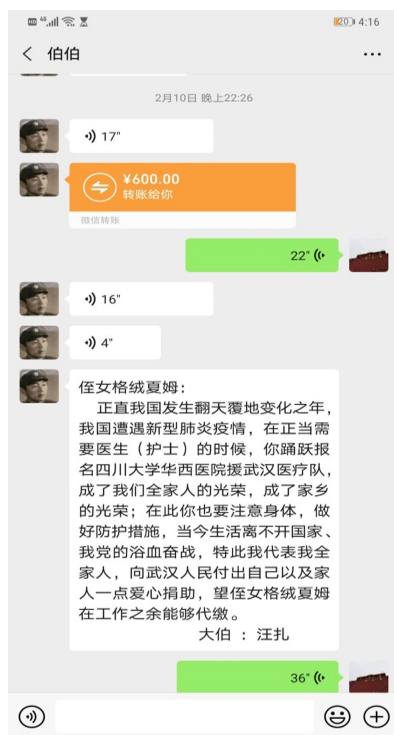 HD 4G 20 4:16
伯伯
2月10日 晚上22:26
17"
¥600.00
转账给你
微信转账
22"
16"
4"
侄女格绒夏姆：
正直我国发生翻天覆地变化之年，
我国遭遇新型肺炎疫情，在正当需
要医生（护士）的时候，你踊跃报
名四川大学华西医院援武汉医疗队，
成了我们全家人的光荣，成了家乡
的光荣；在此你也要注意身体，做
好防护措施，当今生活离不开国家、
我党的浴血奋战，特此我代表我全
家人，向武汉人民付出自己以及家
人一点爱心捐助，望侄女格绒夏姆
在工作之余能够代缴。
大伯 ：汪扎
36"